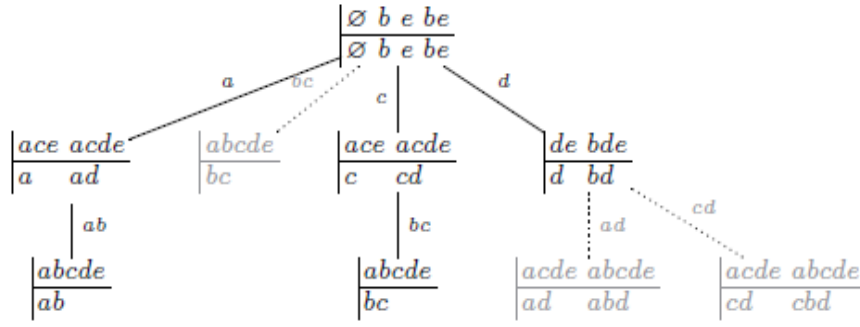 ∅ b e be
∅ b e be
a bc c d
ace acde abcde ace acde de bde
a ad bc c cd d bd
ab bc ad cd
abcde abcde acde abcde acde abcde
ab bc ad abd cd cbd